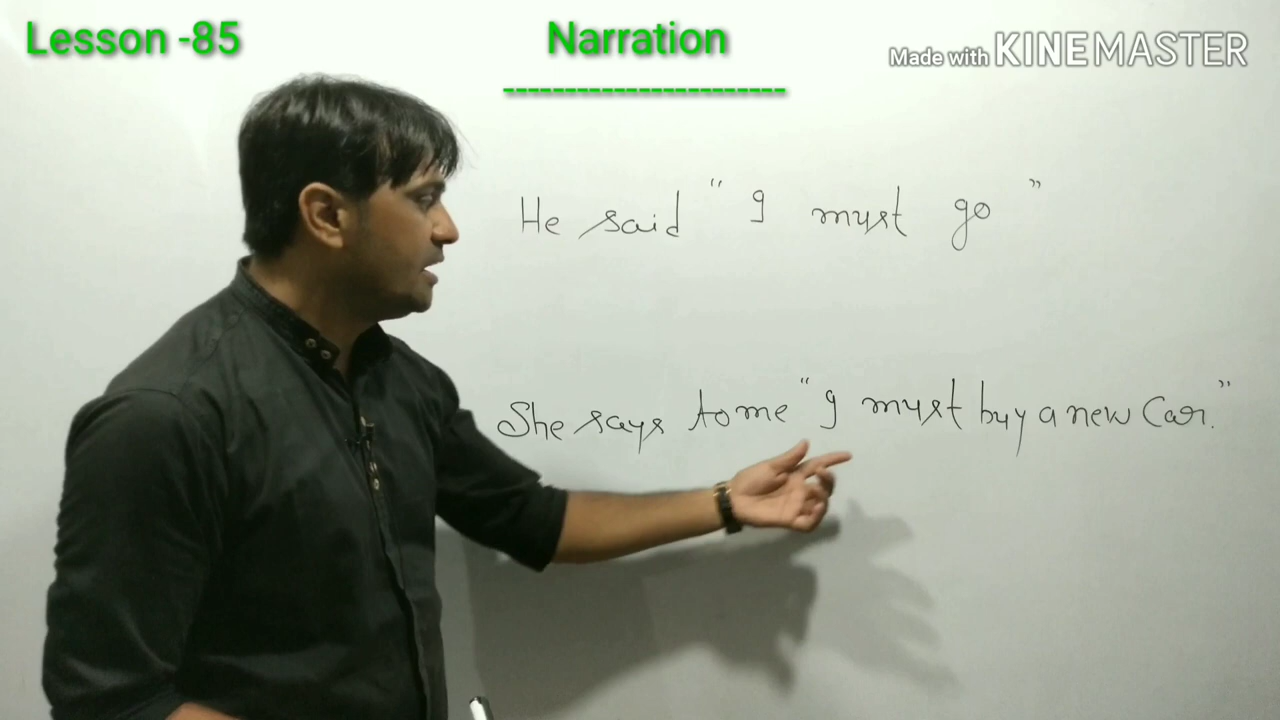 Lesson -85
Narration
-----------------------
Made with KINEMASTER
He said “ I must go ”
She says to me “ I must buy a new Car. ”